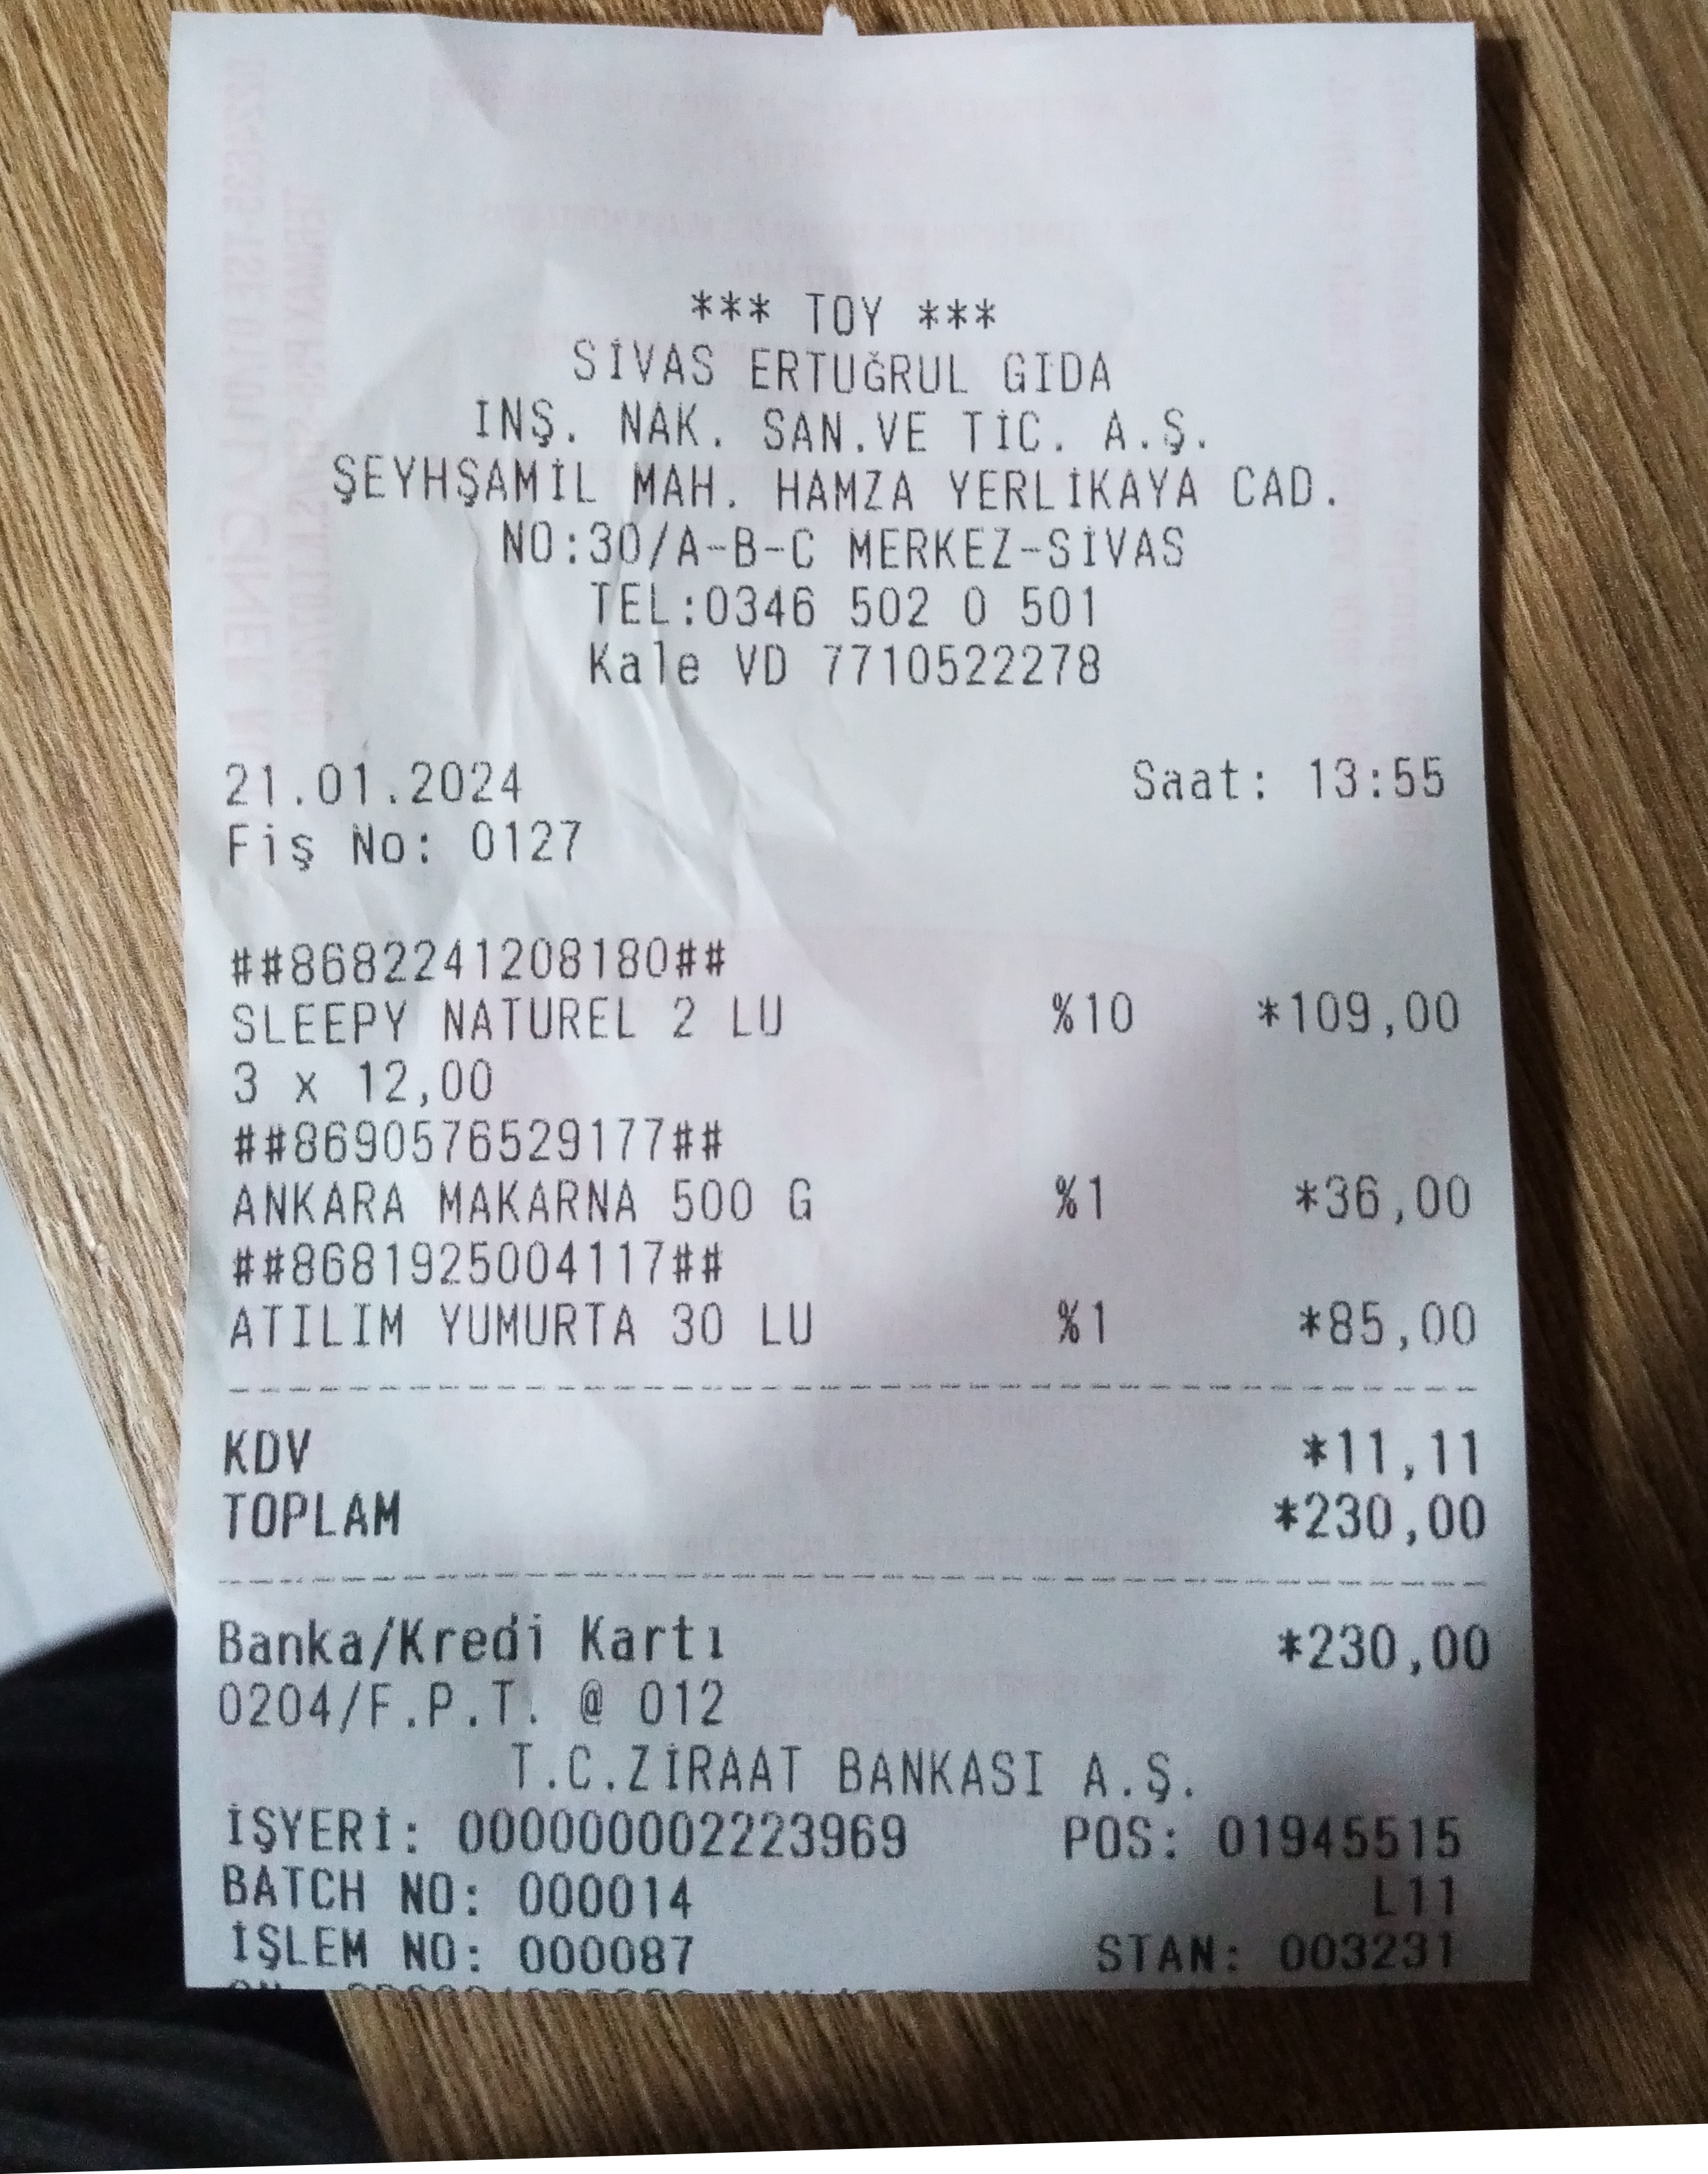 *** TOY ***
SİVAS ERTUĞRUL GIDA
INŞ. NAK. SAN.VE TİC. A.Ş.
ŞEYHŞAMİL MAH. HAMZA YERLİKAYA CAD.
NO:30/A-B-C MERKEZ-SİVAS
TEL:0346 502 0 501
Kale VD 7710522278
21.01.2024 Saat: 13:55
Fiş No: 0127
##8682241208180##
SLEEPY NATUREL 2 LU %10 *109,00
3 x 12,00
##8690576529177##
ANKARA MAKARNA 500 G %1 *36,00
##8681925004117##
ATILIM YUMURTA 30 LU %1 *85,00
KDV *11,11
TOPLAM *230,00
Banka/Kredi Kartı *230,00
0204/F.P.T. @ 012
T.C.ZİRAAT BANKASI A.Ş.
İŞYERİ: 000000002223969 POS: 01945515
BATCH NO: 000014 L11
İŞLEM NO: 000087 STAN: 003231